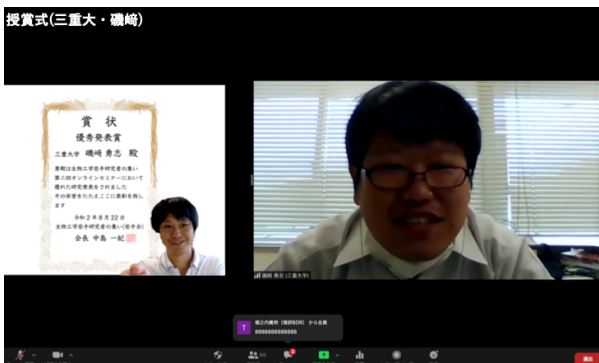 授賞式(三重大・磯﨑)
賞 状
優秀発表賞
三重大学 磯﨑 勇志 殿
貴殿は生物工学若手研究者の集い
第二回オンラインセミナーにおいて
優れた研究発表をされました
その栄誉をたたえここに表彰を致し
ます
令和2年8月22日
生物工学若手研究者の集い(若手会)
会長 中島 一紀
磯﨑 勇志 (三重大学)
T
から全員
退出